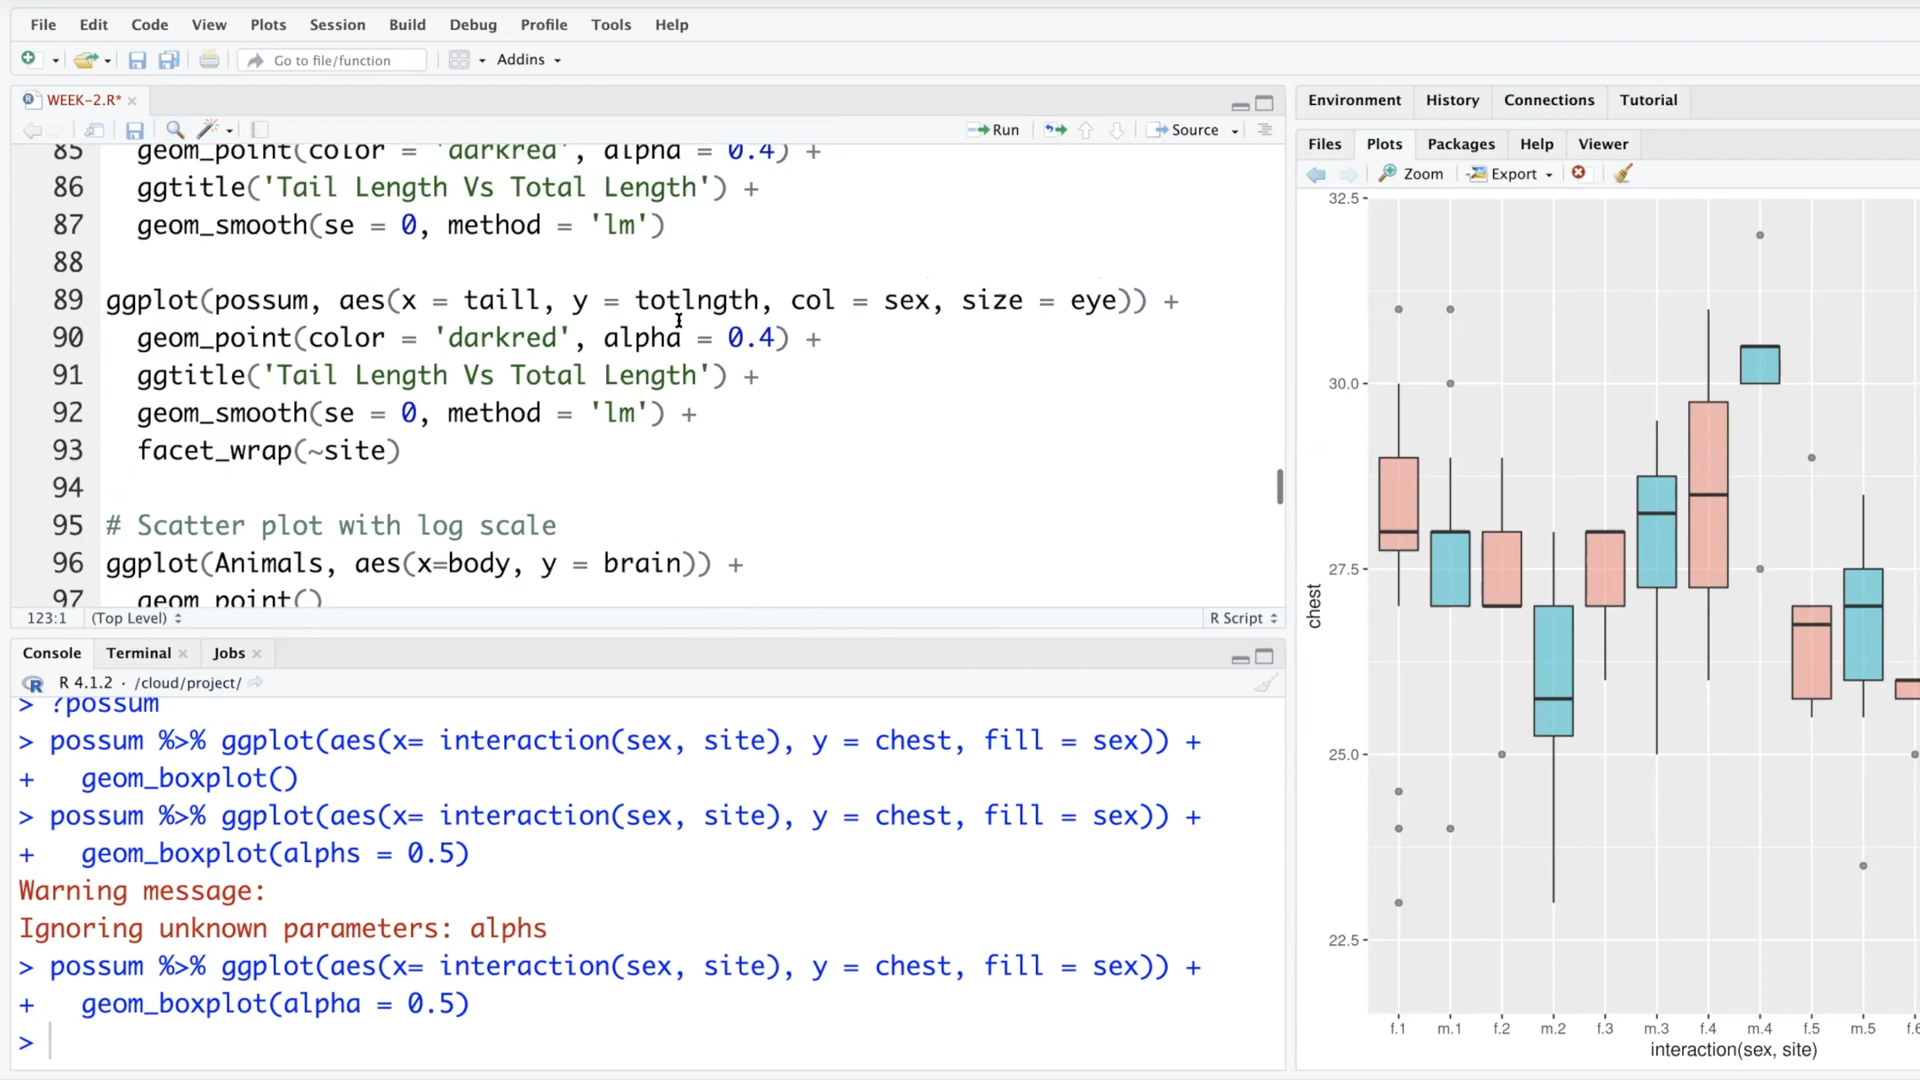 File Edit Code View Plots Session Build Debug Profile Tools Help
Go to file/function Addins
WEEK-2.R*
Run Source
85 geom_point(color = 'darkred', alpha = 0.4) +
86 ggtitle('Tail Length Vs Total Length') +
87 geom_smooth(se = 0, method = 'lm')
88
89 ggplot(possum, aes(x = taill, y = totlngth, col = sex, size = eye)) +
90 geom_point(color = 'darkred', alpha = 0.4) +
91 ggtitle('Tail Length Vs Total Length') +
92 geom_smooth(se = 0, method = 'lm') +
93 facet_wrap(~site)
94
95 # Scatter plot with log scale
96 ggplot(Animals, aes(x=body, y = brain)) +
97 geom_point()
123:1 (Top Level) R Script
Console Terminal Jobs
R 4.1.2 · /cloud/project/
> ?possum
> possum %>% ggplot(aes(x= interaction(sex, site), y = chest, fill = sex)) +
+ geom_boxplot()
> possum %>% ggplot(aes(x= interaction(sex, site), y = chest, fill = sex)) +
+ geom_boxplot(alphs = 0.5)
Warning message:
Ignoring unknown parameters: alphs
> possum %>% ggplot(aes(x= interaction(sex, site), y = chest, fill = sex)) +
+ geom_boxplot(alpha = 0.5)
>
Environment History Connections Tutorial
Files Plots Packages Help Viewer
Zoom Export
32.5
30.0
27.5
25.0
22.5
chest
f.1 m.1 f.2 m.2 f.3 m.3 f.4 m.4 f.5 m.5 f.6
interaction(sex, site)